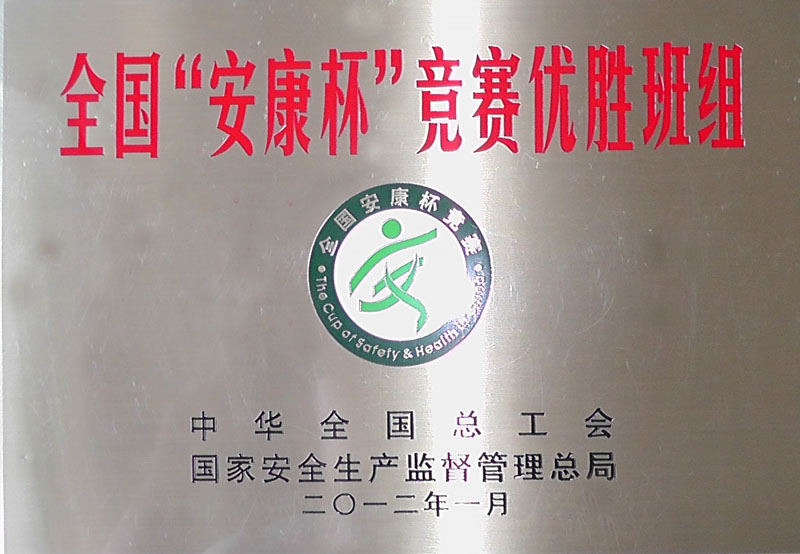 全国“安康杯”竞赛优胜班组
全国安康杯竞赛
The Cup of Safety & Health
中华全国总工会
国家安全生产监督管理总局
二〇一二年一月